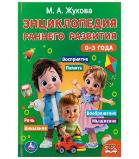 М. А. Жукова
ЭНЦИКЛОПЕДИЯ
РАННЕГО РАЗВИТИЯ
0-3 ГОДА
Восприятие
Память
Речь
Внимание
Воображение
Мышление